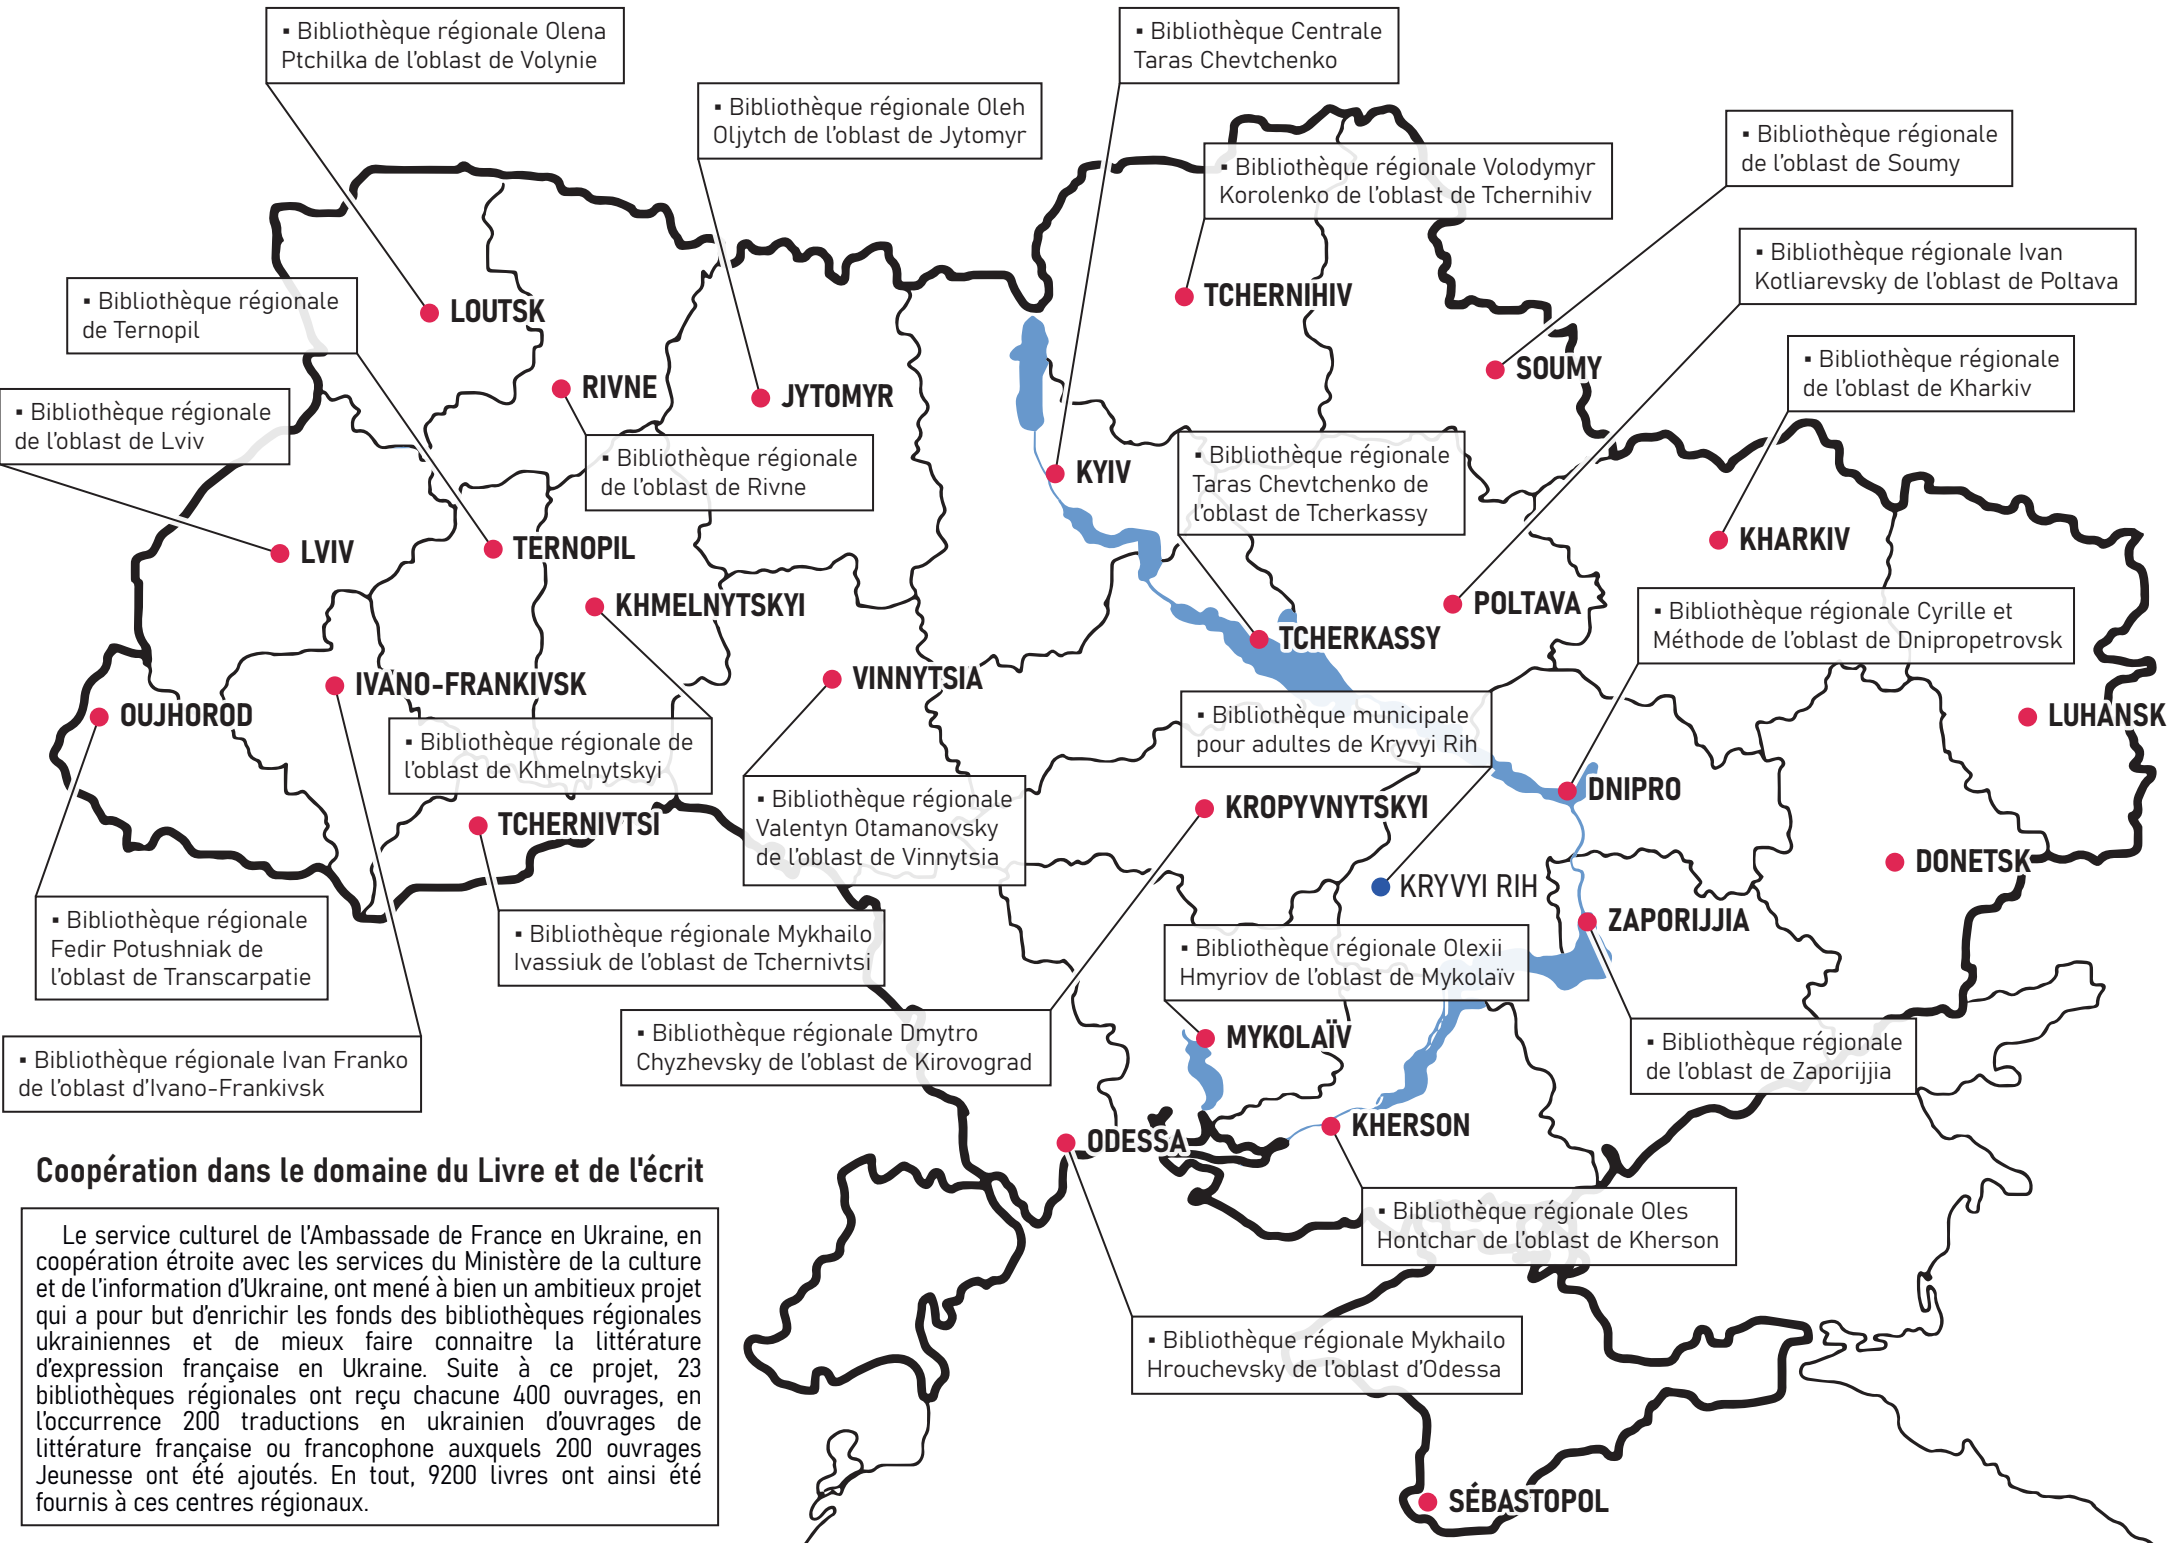 ▪ Bibliothèque régionale Olena
Ptchilka de l'oblast de Volynie
▪ Bibliothèque Centrale
Taras Chevtchenko
▪ Bibliothèque régionale Oleh
Oljytch de l'oblast de Jytomyr
▪ Bibliothèque régionale
de l'oblast de Soumy
▪ Bibliothèque régionale Volodymyr
Korolenko de l'oblast de Tchernihiv
▪ Bibliothèque régionale Ivan
Kotliarevsky de l'oblast de Poltava
▪ Bibliothèque régionale
de Ternopil
LOUTSK
TCHERNIHIV
▪ Bibliothèque régionale
de l'oblast de Kharkiv
SOUMY
RIVNE
JYTOMYR
▪ Bibliothèque régionale
de l'oblast de Lviv
▪ Bibliothèque régionale
de l'oblast de Rivne
KYIV
▪ Bibliothèque régionale
Taras Chevtchenko de
l'oblast de Tcherkassy
LVIV
TERNOPIL
KHARKIV
KHMELNYTSKYI
POLTAVA
▪ Bibliothèque régionale Cyrille et
Méthode de l'oblast de Dnipropetrovsk
TCHERKASSY
IVANO-FRANKIVSK
VINNYTSIA
OUJHOROD
LUHANSK
▪ Bibliothèque régionale de
l'oblast de Khmelnytskyi
▪ Bibliothèque municipale
pour adultes de Kryvyi Rih
DNIPRO
▪ Bibliothèque régionale
Valentyn Otamanovsky
de l'oblast de Vinnytsia
KROPYVNYTSKYI
TCHERNIVTSI
DONETSK
KRYVYI RIH
▪ Bibliothèque régionale
Fedir Potushniak de
l'oblast de Transcarpatie
▪ Bibliothèque régionale Mykhailo
Ivassiuk de l'oblast de Tchernivtsi
ZAPORIJJIA
▪ Bibliothèque régionale Olexii
Hmyriov de l'oblast de Mykolaïv
▪ Bibliothèque régionale Dmytro
Chyzhevsky de l'oblast de Kirovograd
MYKOLAÏV
▪ Bibliothèque régionale
de l'oblast de Zaporijjia
▪ Bibliothèque régionale Ivan Franko
de l'oblast d'Ivano-Frankivsk
KHERSON
ODESSA
▪ Bibliothèque régionale Oles
Hontchar de l'oblast de Kherson
▪ Bibliothèque régionale Mykhailo
Hrouchevsky de l'oblast d'Odessa
SÉBASTOPOL
Coopération dans le domaine du Livre et de l'écrit
Le service culturel de l'Ambassade de France en Ukraine, en
coopération étroite avec les services du Ministère de la culture
et de l'information d'Ukraine, ont mené à bien un ambitieux projet
qui a pour but d'enrichir les fonds des bibliothèques régionales
ukrainiennes et de mieux faire connaitre la littérature
d'expression française en Ukraine. Suite à ce projet, 23
bibliothèques régionales ont reçu chacune 400 ouvrages, en
l'occurrence 200 traductions en ukrainien d'ouvrages de
littérature française ou francophone auxquels 200 ouvrages
Jeunesse ont été ajoutés. En tout, 9200 livres ont ainsi été
fournis à ces centres régionaux.